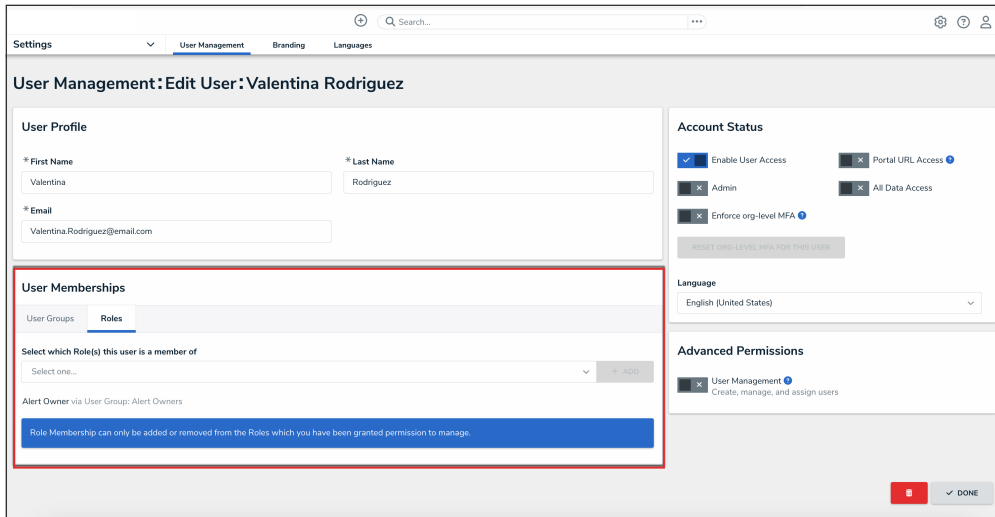 Search...
Settings
User Management
Branding
Languages
User Management:Edit User:Valentina Rodriguez
User Profile
*First Name
*Last Name
Valentina
Rodriguez
*Email
Valentina.Rodriguez@email.com
User Memberships
User Groups
Roles
Select which Role(s) this user is a member of
Select one...
+ ADD
Alert Owner via User Group: Alert Owners
Role Membership can only be added or removed from the Roles which you have been granted permission to manage.
Account Status
Enable User Access
Portal URL Access ?
Admin
All Data Access
Enforce org-level MFA ?
RESET ORG-LEVEL MFA FOR THIS USER
Language
English (United States)
Advanced Permissions
User Management ?
Create, manage, and assign users
DONE